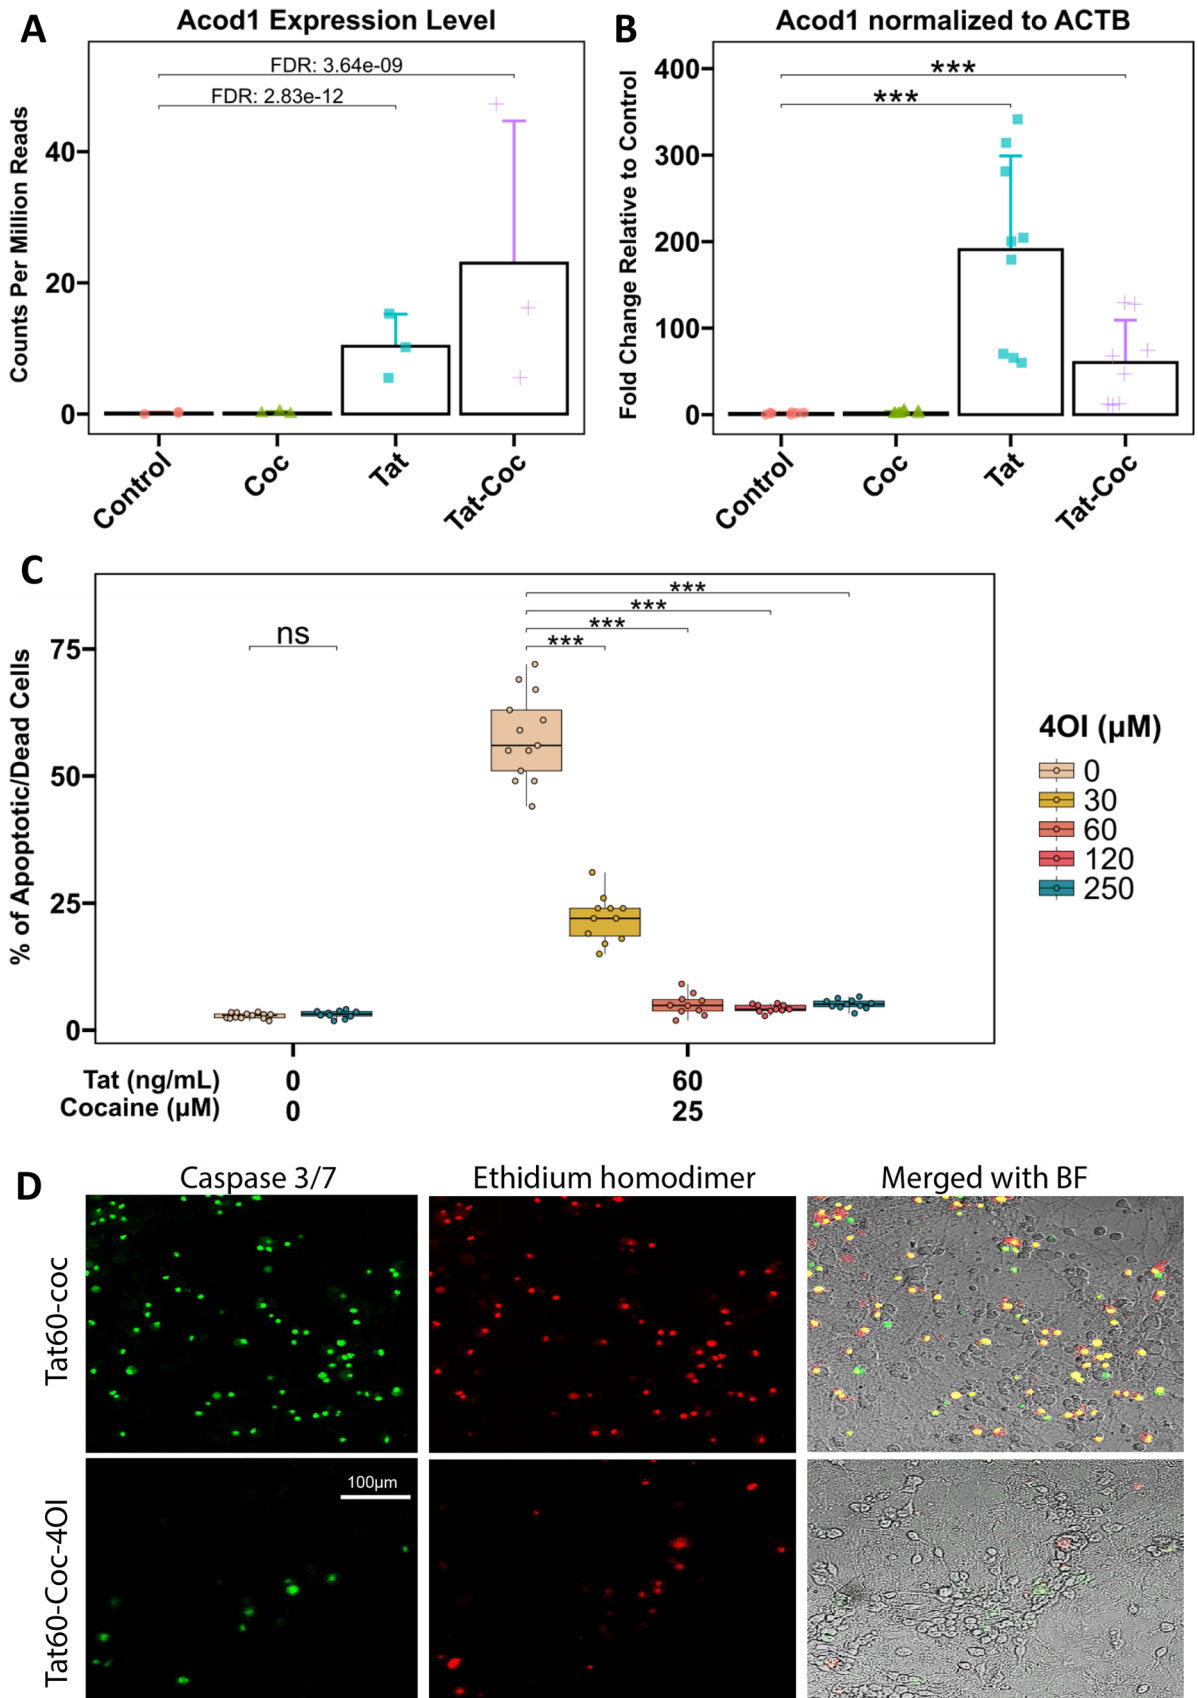 A
Acod1 Expression Level
Counts Per Million Reads
40
20
0
FDR: 3.64e-09
FDR: 2.83e-12
Control
Coc
Tat
Tat-Coc
B
Acod1 normalized to ACTB
Fold Change Relative to Control
400
300
200
100
0
***
***
Control
Coc
Tat
Tat-Coc
C
% of Apoptotic/Dead Cells
75
50
25
0
ns
***
***
***
***
4OI (µM)
0
30
60
120
250
Tat (ng/mL) 0 60
Cocaine (µM) 0 25
D
Caspase 3/7
Ethidium homodimer
Merged with BF
Tat60-coc
Tat60-Coc-4OI
100µm